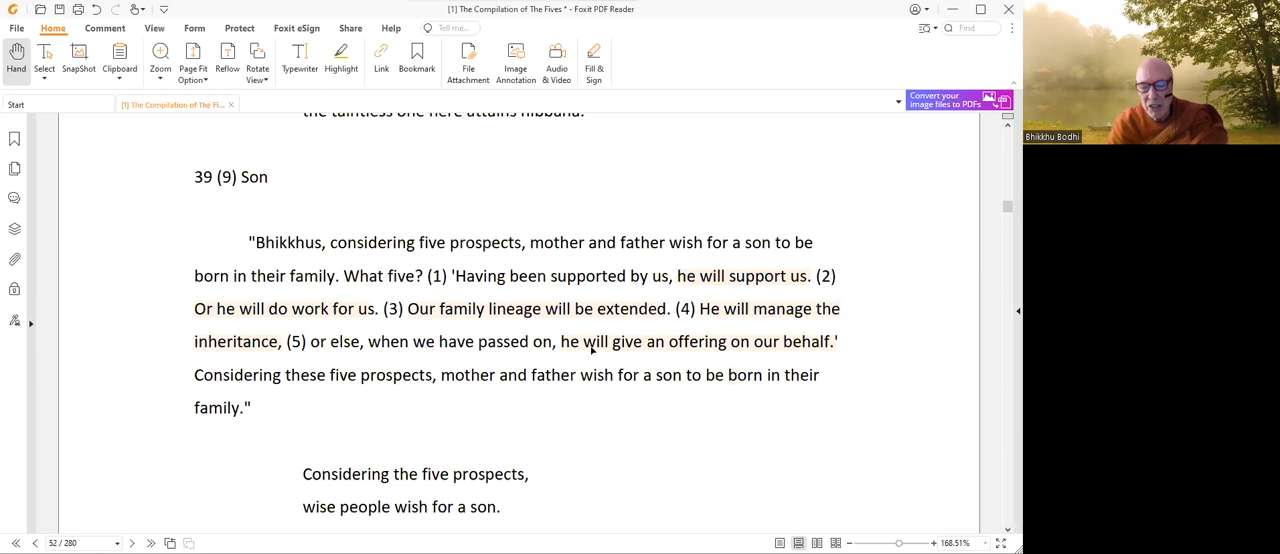 [1] The Compilation of The Fives * - Foxit PDF Reader
File Home Comment View Form Protect Foxit eSign Share Help Tell me... Find
Hand Select SnapShot Clipboard Zoom Page Fit Option Reflow Rotate View Typewriter Highlight Link Bookmark File Attachment Image Annotation Audio & Video Fill & Sign
Start [1] The Compilation of The Fi...
Convert your image files to PDFs
the taintless one here attains nibbana.
39 (9) Son
"Bhikkhus, considering five prospects, mother and father wish for a son to be
born in their family. What five? (1) 'Having been supported by us, he will support us. (2)
Or he will do work for us. (3) Our family lineage will be extended. (4) He will manage the
inheritance, (5) or else, when we have passed on, he will give an offering on our behalf.'
Considering these five prospects, mother and father wish for a son to be born in their
family."
Considering the five prospects,
wise people wish for a son.
52 / 280 168.51%
Bhikkhu Bodhi